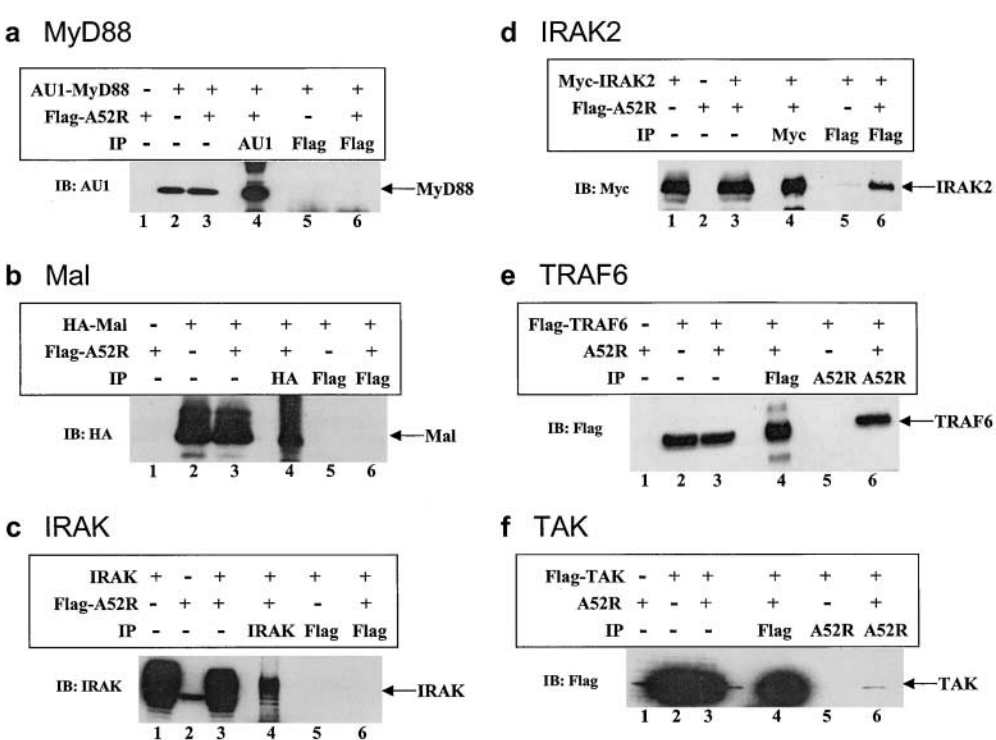 a MyD88
AU1-MyD88 - + + + + +
Flag-A52R + - + + - +
IP - - - AU1 Flag Flag
IB: AU1
MyD88
1 2 3 4 5 6
b Mal
HA-Mal - + + + + +
Flag-A52R + - + + - +
IP - - - HA Flag Flag
IB: HA
Mal
1 2 3 4 5 6
c IRAK
IRAK + - + + + +
Flag-A52R - + + + - +
IP - - - IRAK Flag Flag
IB: IRAK
IRAK
1 2 3 4 5 6
d IRAK2
Myc-IRAK2 + - + + + +
Flag-A52R - + + + - +
IP - - - Myc Flag Flag
IB: Myc
IRAK2
1 2 3 4 5 6
e TRAF6
Flag-TRAF6 - + + + + +
A52R + - + + - +
IP - - - Flag A52R A52R
IB: Flag
TRAF6
1 2 3 4 5 6
f TAK
Flag-TAK - + + + + +
A52R + - + + - +
IP - - - Flag A52R A52R
IB: Flag
TAK
1 2 3 4 5 6